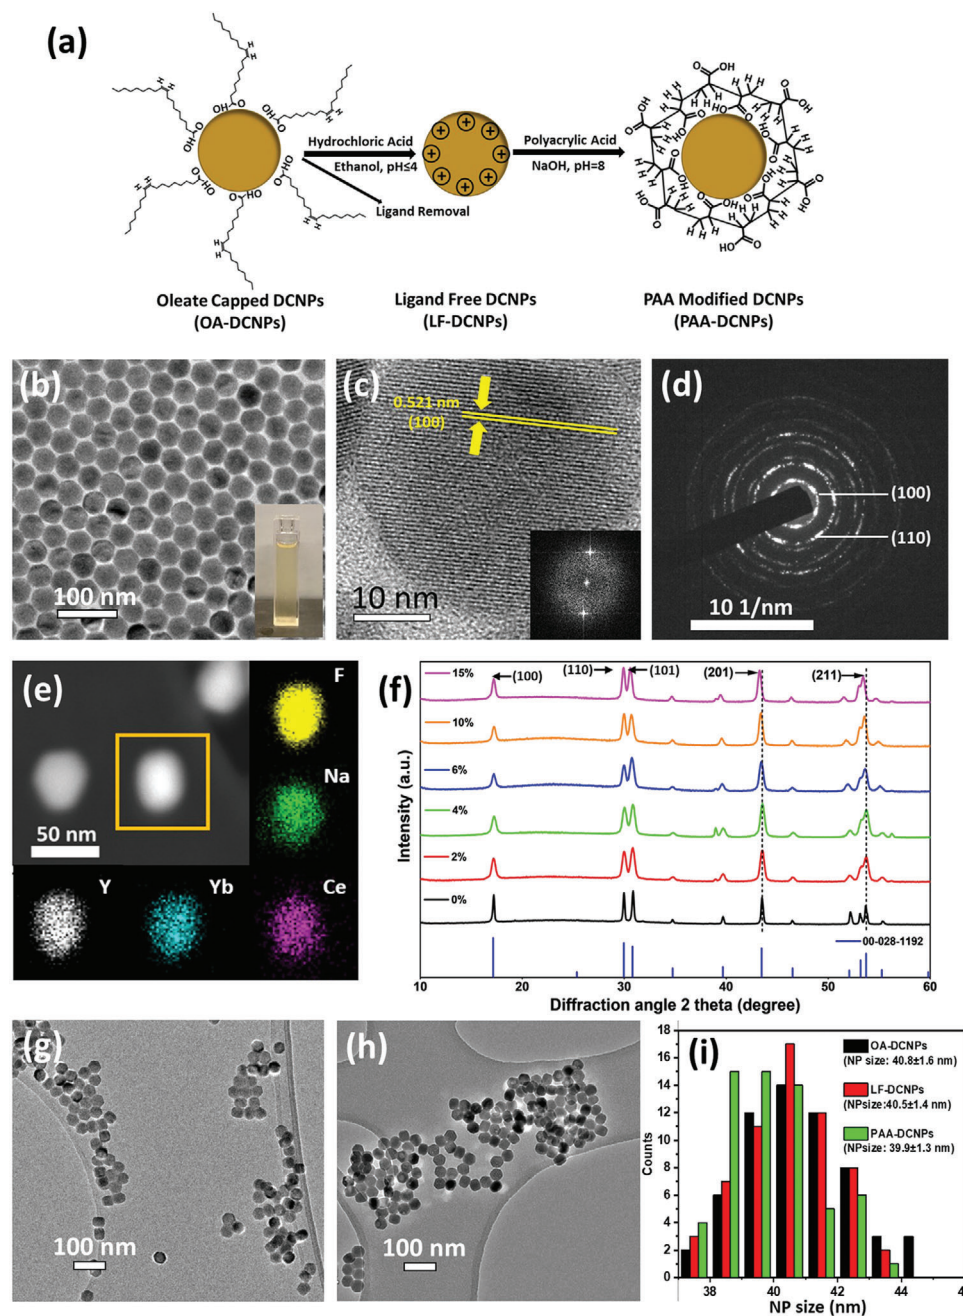 (a)
Hydrochloric Acid
Ethanol, pH≤4
Ligand Removal
Polyacrylic Acid
NaOH, pH=8
Oleate Capped DCNPs
(OA-DCNPs)
Ligand Free DCNPs
(LF-DCNPs)
PAA Modified DCNPs
(PAA-DCNPs)
(b)
100 nm
(c)
0.521 nm
(100)
10 nm
(d)
(100)
(110)
10 1/nm
(e)
F
Na
50 nm
Y
Yb
Ce
(f)
Intensity (a.u.)
15%
(100)
(110)
(101)
(201)
(211)
10%
6%
4%
2%
0%
00-028-1192
10 20 30 40 50 60
Diffraction angle 2 theta (degree)
(g)
100 nm
(h)
100 nm
(i)
OA-DCNPs
(NP size: 40.8±1.6 nm)
LF-DCNPs
(NPsize:40.5±1.4 nm)
PAA-DCNPs
(NPsize: 39.9±1.3 nm)
Counts
18
16
14
12
10
8
6
4
2
38 40 42 44 4
NP size (nm)